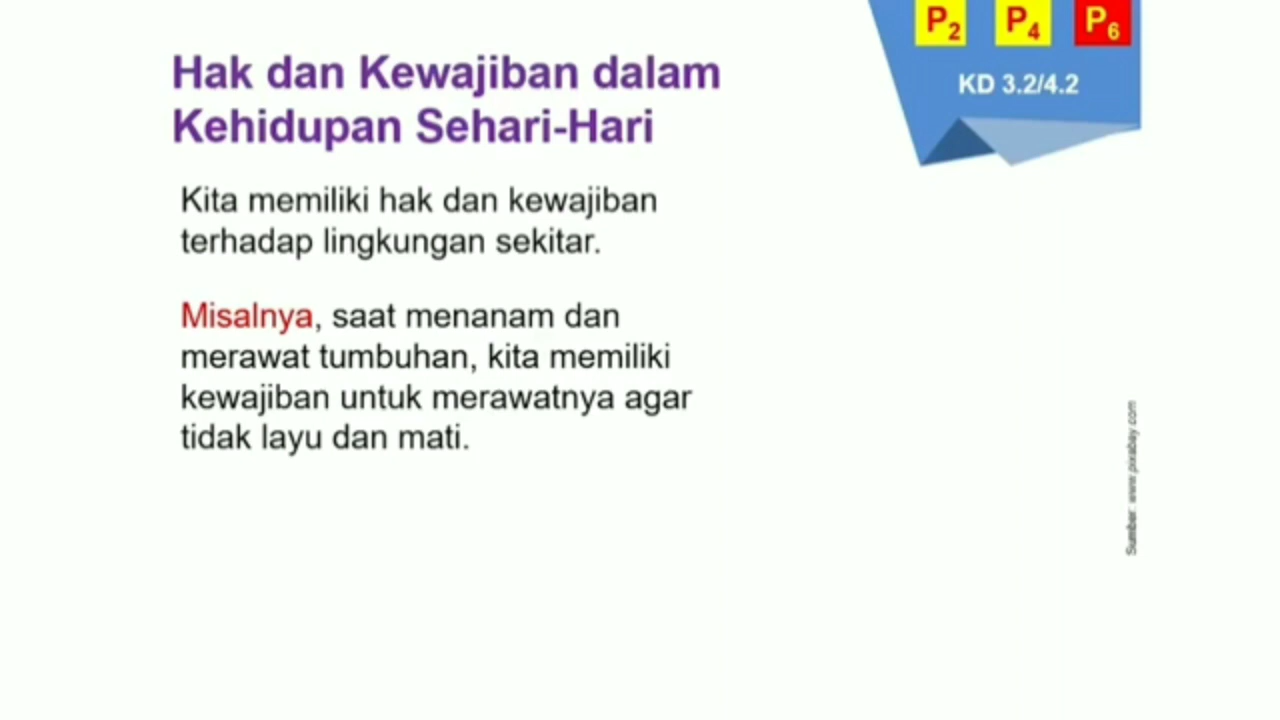 P2 P4 P6
KD 3.2/4.2
Hak dan Kewajiban dalam
Kehidupan Sehari-Hari
Kita memiliki hak dan kewajiban
terhadap lingkungan sekitar.
Misalnya, saat menanam dan
merawat tumbuhan, kita memiliki
kewajiban untuk merawatnya agar
tidak layu dan mati.
Sumber: www.pixabay.com